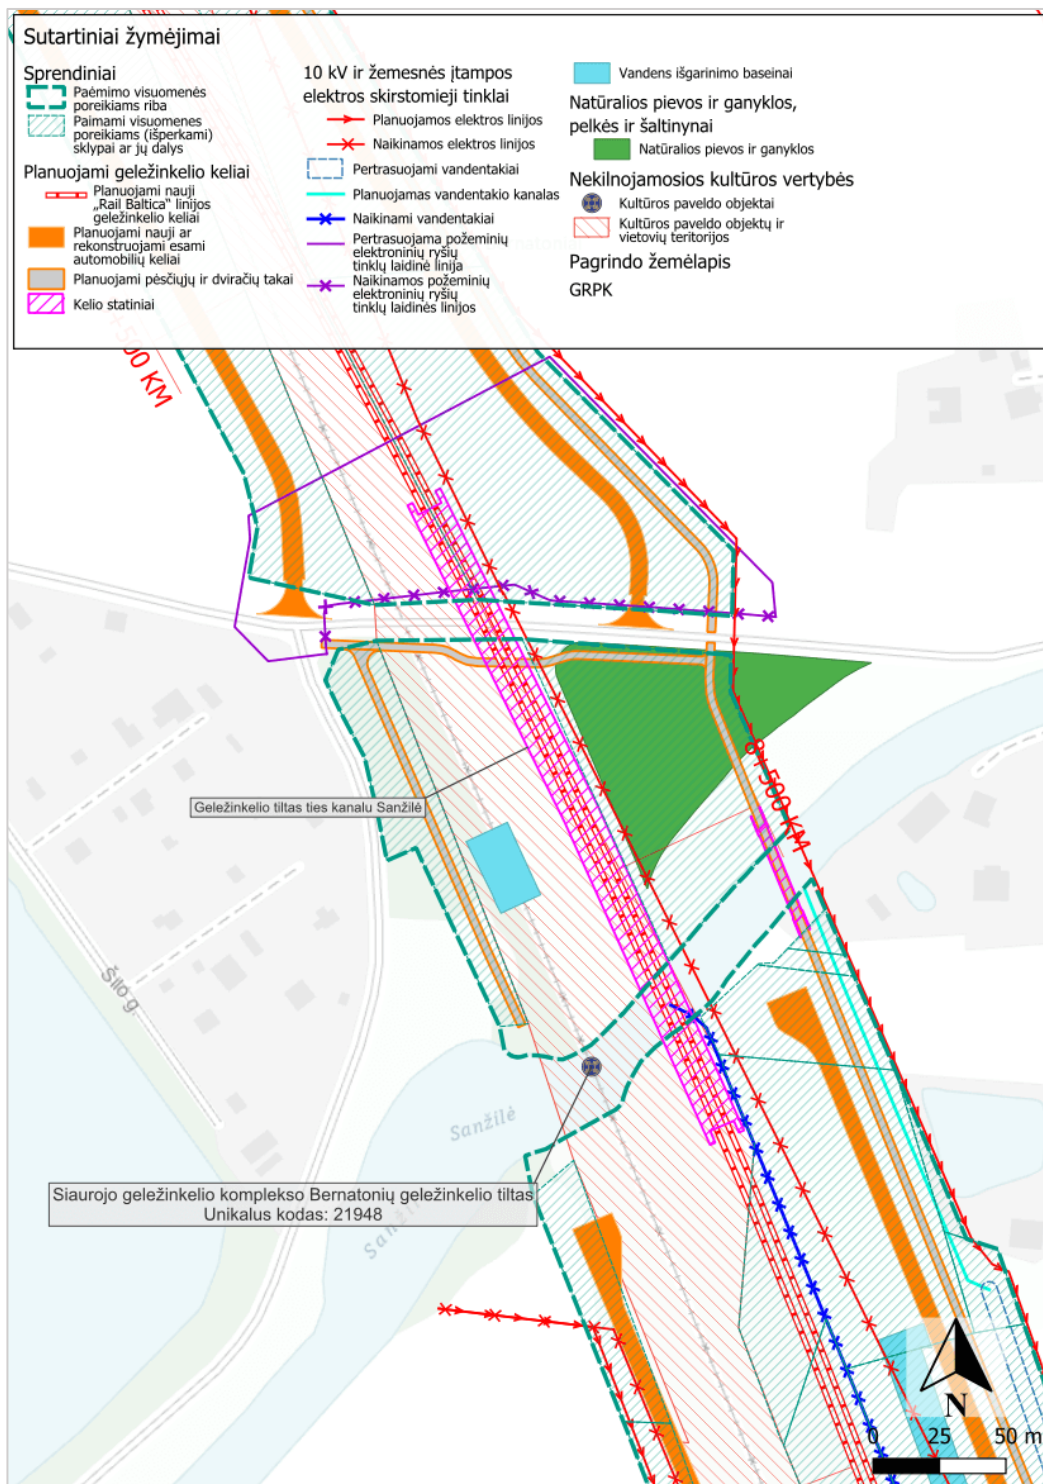 Sutartiniai žymėjimai
Sprendiniai
Paėmimo visuomenės
poreikiams riba
Paimami visuomenes
poreikiams (išperkami)
sklypai ar jų dalys
Planuojami geležinkelio keliai
Planuojami nauji
„Rail Baltica“ linijos
geležinkelio keliai
Planuojami nauji ar
rekonstruojami esami
automobilių keliai
Planuojami pėsčiųjų ir dviračių takai
Kelio statiniai
10 kV ir žemesnės įtampos
elektros skirstomieji tinklai
Planuojamos elektros linijos
Naikinamos elektros linijos
Pertrasuojami vandentakiai
Planuojamas vandentakio kanalas
Naikinami vandentakiai
Pertrasuojama požeminių
elektroninių ryšių
tinklų laidinė linija
Naikinamos požeminių
elektroninių ryšių
tinklų laidinės linijos
Vandens išgarinimo baseinai
Natūralios pievos ir ganyklos,
pelkės ir šaltinynai
Natūralios pievos ir ganyklos
Nekilnojamosios kultūros vertybės
Kultūros paveldo objektai
Kultūros paveldo objektų ir
vietovių teritorijos
Pagrindo žemėlapis
GRPK
+500 KM
81+500 KM
Geležinkelio tiltas ties kanalu Sanžilė
Šilo g.
Sanžilė
Siaurojo geležinkelio komplekso Bernatonių geležinkelio tiltas
Unikalus kodas: 21948
N
0 25 50 m